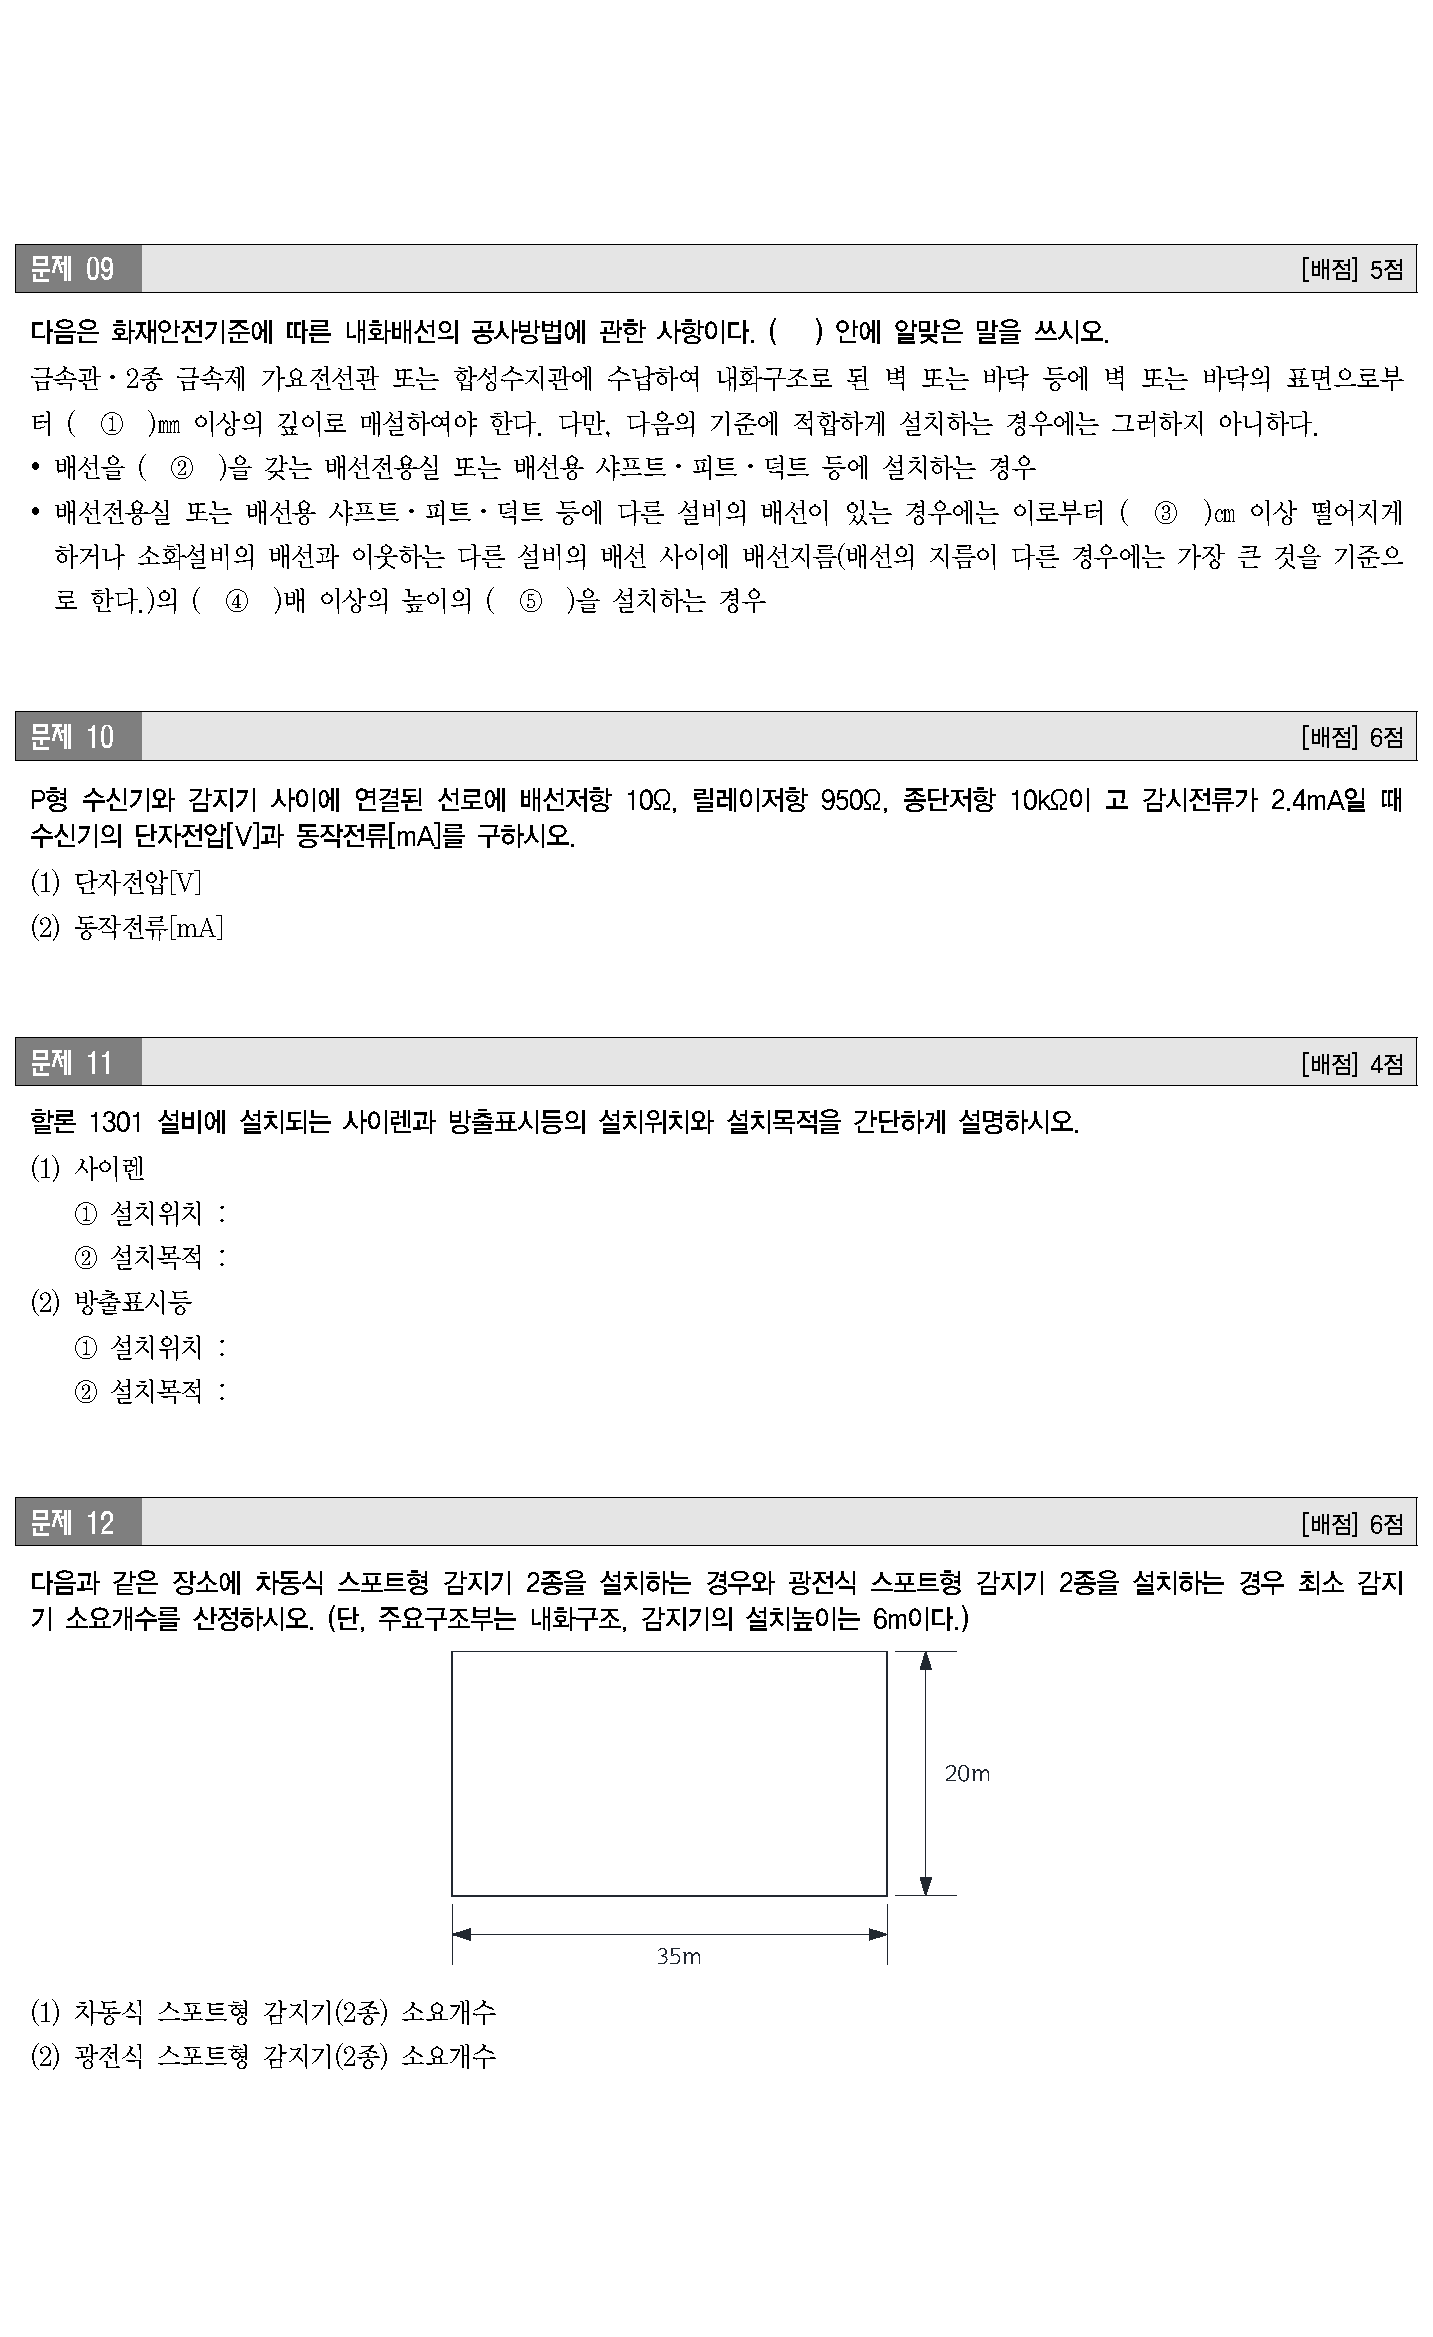 문제 09
[배점] 5점
다음은 화재안전기준에 따른 내화배선의 공사방법에 관한 사항이다. (   ) 안에 알맞은 말을 쓰시오.
금속관·2종 금속제 가요전선관 또는 합성수지관에 수납하여 내화구조로 된 벽 또는 바닥 등에 벽 또는 바닥의 표면으로부
터 ( ① )㎜ 이상의 깊이로 매설하여야 한다. 다만, 다음의 기준에 적합하게 설치하는 경우에는 그러하지 아니하다.
• 배선을 ( ② )을 갖는 배선전용실 또는 배선용 샤프트·피트·덕트 등에 설치하는 경우
• 배선전용실 또는 배선용 샤프트·피트·덕트 등에 다른 설비의 배선이 있는 경우에는 이로부터 ( ③ )㎝ 이상 떨어지게
하거나 소화설비의 배선과 이웃하는 다른 설비의 배선 사이에 배선지름(배선의 지름이 다른 경우에는 가장 큰 것을 기준으
로 한다.)의 ( ④ )배 이상의 높이의 ( ⑤ )을 설치하는 경우
문제 10
[배점] 6점
P형 수신기와 감지기 사이에 연결된 선로에 배선저항 10Ω, 릴레이저항 950Ω, 종단저항 10kΩ이 고 감시전류가 2.4mA일 때
수신기의 단자전압[V]과 동작전류[mA]를 구하시오.
(1) 단자전압[V]
(2) 동작전류[mA]
문제 11
[배점] 4점
할론 1301 설비에 설치되는 사이렌과 방출표시등의 설치위치와 설치목적을 간단하게 설명하시오.
(1) 사이렌
① 설치위치 :
② 설치목적 :
(2) 방출표시등
① 설치위치 :
② 설치목적 :
문제 12
[배점] 6점
다음과 같은 장소에 차동식 스포트형 감지기 2종을 설치하는 경우와 광전식 스포트형 감지기 2종을 설치하는 경우 최소 감지
기 소요개수를 산정하시오. (단, 주요구조부는 내화구조, 감지기의 설치높이는 6m이다.)
20m
35m
(1) 차동식 스포트형 감지기(2종) 소요개수
(2) 광전식 스포트형 감지기(2종) 소요개수